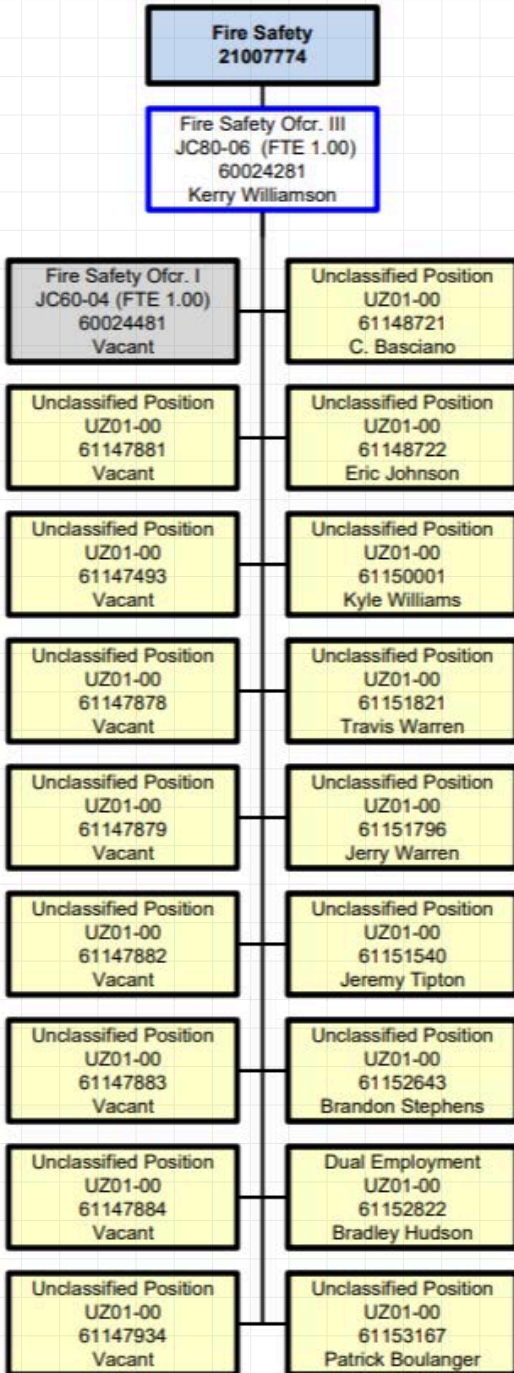 Fire Safety
21007774
Fire Safety Ofcr. III
JC80-06 (FTE 1.00)
60024281
Kerry Williamson
Fire Safety Ofcr. I
JC60-04 (FTE 1.00)
60024481
Vacant
Unclassified Position
UZ01-00
61148721
C. Basciano
Unclassified Position
UZ01-00
61147881
Vacant
Unclassified Position
UZ01-00
61148722
Eric Johnson
Unclassified Position
UZ01-00
61147493
Vacant
Unclassified Position
UZ01-00
61150001
Kyle Williams
Unclassified Position
UZ01-00
61147878
Vacant
Unclassified Position
UZ01-00
61151821
Travis Warren
Unclassified Position
UZ01-00
61147879
Vacant
Unclassified Position
UZ01-00
61151796
Jerry Warren
Unclassified Position
UZ01-00
61147882
Vacant
Unclassified Position
UZ01-00
61151540
Jeremy Tipton
Unclassified Position
UZ01-00
61147883
Vacant
Unclassified Position
UZ01-00
61152643
Brandon Stephens
Unclassified Position
UZ01-00
61147884
Vacant
Dual Employment
UZ01-00
61152822
Bradley Hudson
Unclassified Position
UZ01-00
61147934
Vacant
Unclassified Position
UZ01-00
61153167
Patrick Boulanger